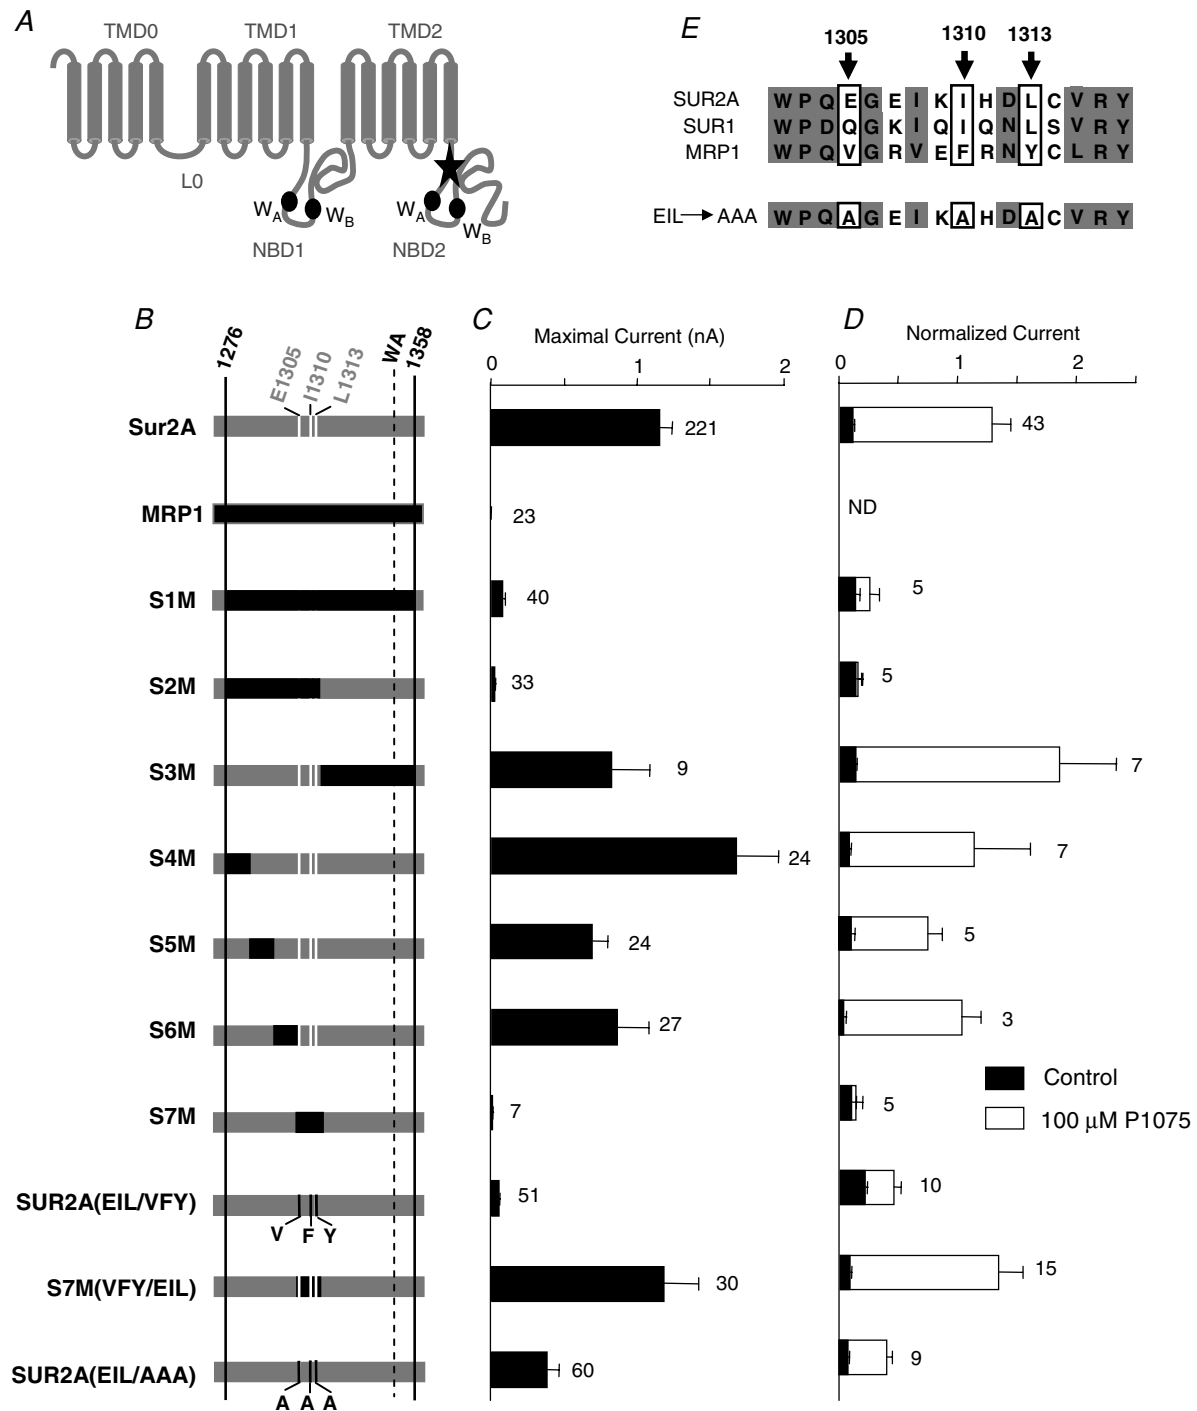 A
TMD0 TMD1 TMD2
L0
WA WB WA WB
NBD1 NBD2
E
1305 1310 1313
SUR2A W P Q E G E I K I H D L C V R Y
SUR1 W P D Q G K I Q I Q N L S V R Y
MRP1 W P Q V G R V E F R N Y C L R Y
EIL→AAA W P Q A G E I K A H D A C V R Y
B
1276 E1305 I1310 L1313 WA 1358
C
Maximal Current (nA)
0 1 2
D
Normalized Current
0 1 2
Sur2A 221 43
MRP1 23 ND
S1M 40 5
S2M 33 5
S3M 9 7
S4M 24 7
S5M 24 5
S6M 27 3
Control
100 μM P1075
S7M 7 5
SUR2A(EIL/VFY) 51 10
V F Y
S7M(VFY/EIL) 30 15
SUR2A(EIL/AAA) 60 9
A A A